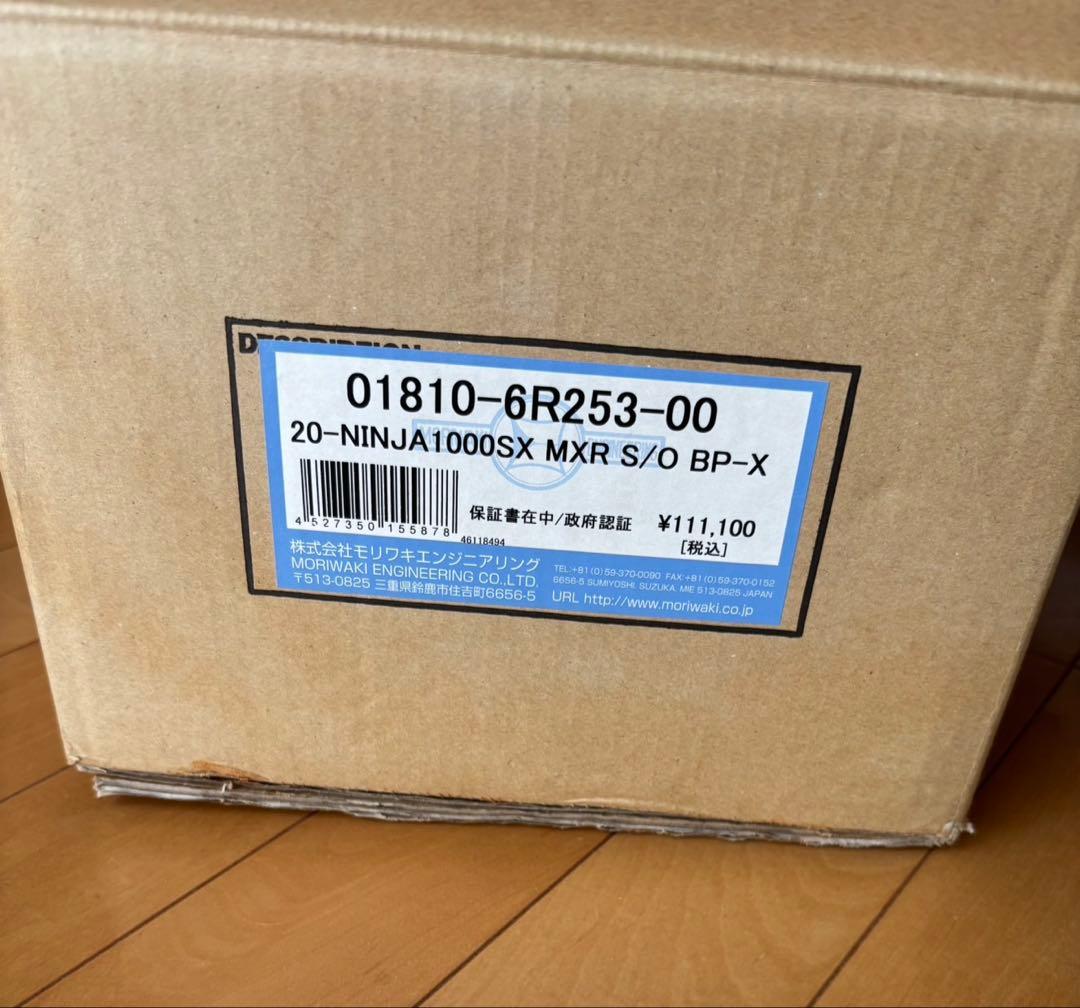 DESCRIPTION
01810-6R253-00
20-NINJA1000SX MXR S/O BP-X
4 527350 155878
46118494
保証書在中/政府認証
¥111,100
[税込]
株式会社モリワキエンジニアリング
MORIWAKI ENGINEERING CO.,LTD.
〒513-0825 三重県鈴鹿市住吉町6656-5
TEL:+81(0)59-370-0090 FAX:+81(0)59-370-0152
6656-5 SUMIYOSHI. SUZUKA. MIE 513-0825 JAPAN
URL http://www.moriwaki.co.jp